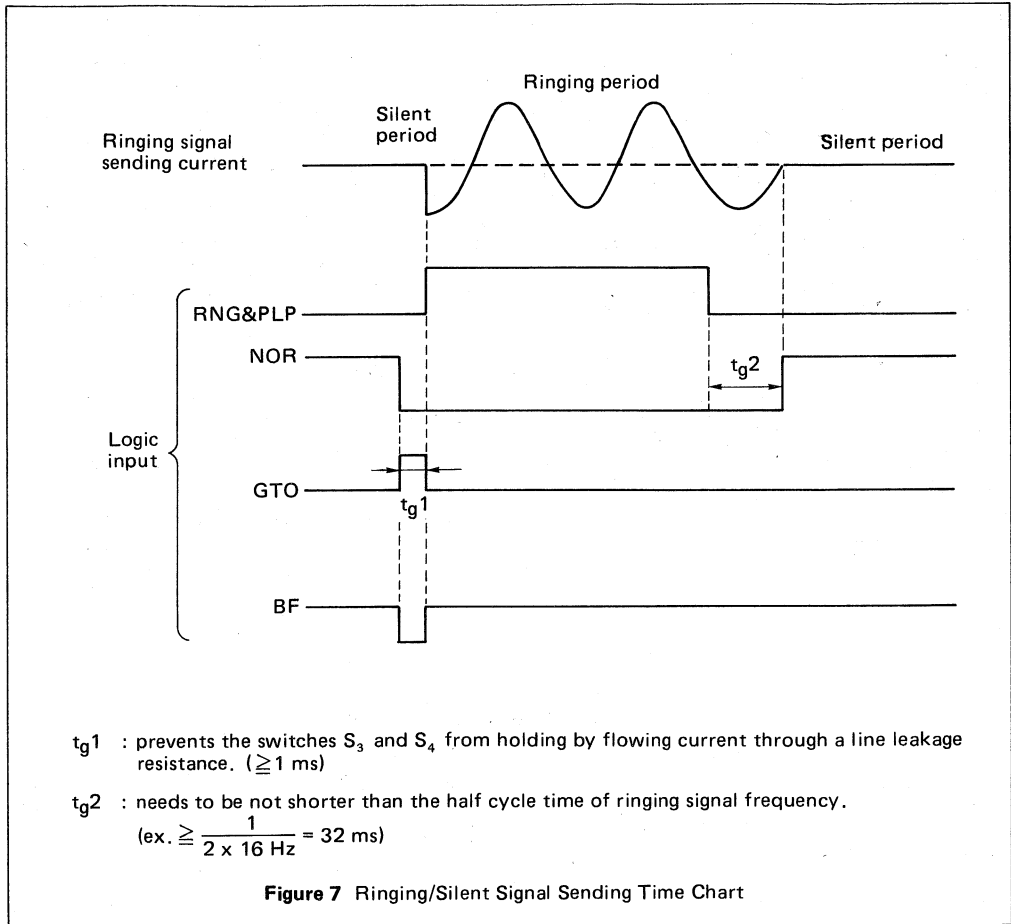 Ringing period
Silent
period
Ringing signal
sending current
Silent period
RNG&PLP
NOR
tg2
Logic
input
GTO
tg1
BF
tg1 : prevents the switches S3 and S4 from holding by flowing current through a line leakage
resistance. (≧1 ms)
tg2 : needs to be not shorter than the half cycle time of ringing signal frequency.
(ex. ≧ 1 / 2 x 16 Hz = 32 ms)
Figure 7 Ringing/Silent Signal Sending Time Chart